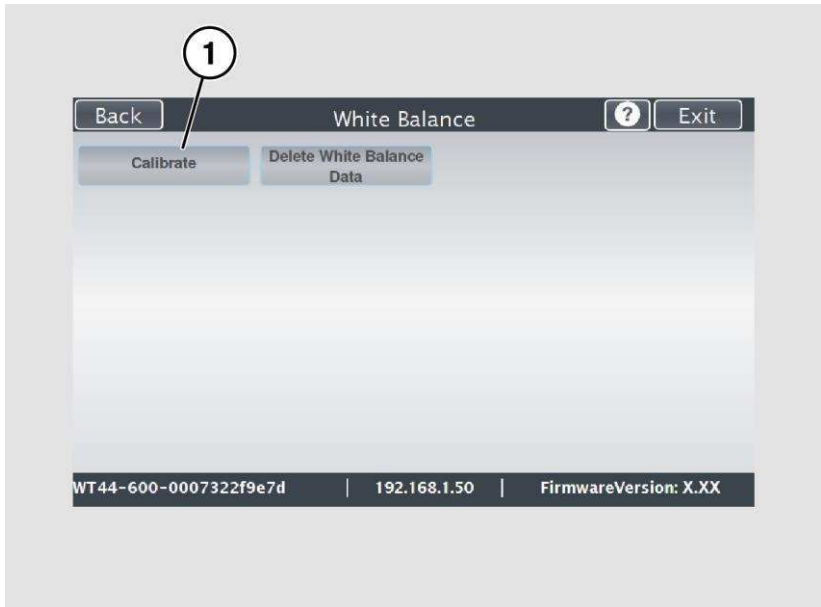 1
Back White Balance ? Exit
Calibrate Delete White Balance
Data
WT44-600-0007322f9e7d | 192.168.1.50 | FirmwareVersion: X.XX